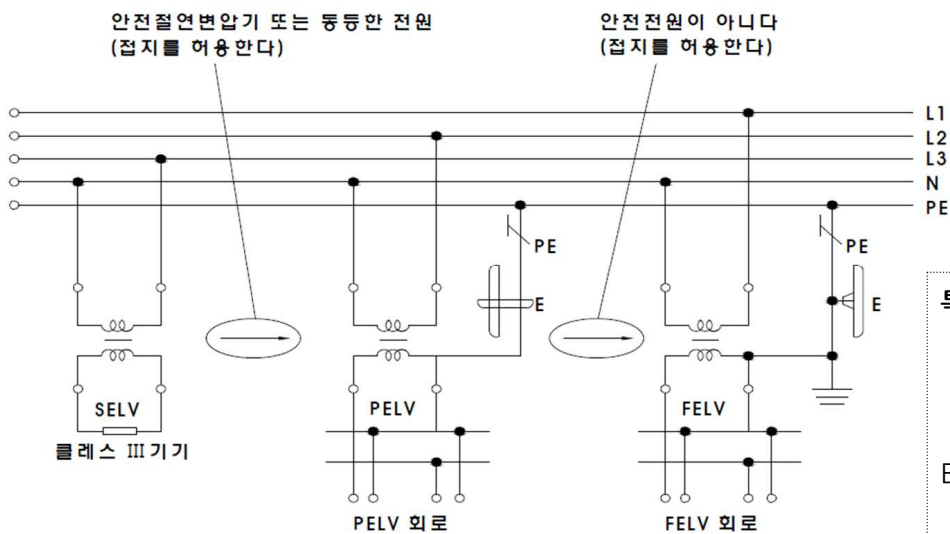 안전절연변압기 또는 동등한 전원
(접지를 허용한다)
안전전원이 아니다
(접지를 허용한다)
L1
L2
L3
N
PE
PE
PE
E
E
SELV
PELV
FELV
클레스 III기기
PELV 회로
FELV 회로